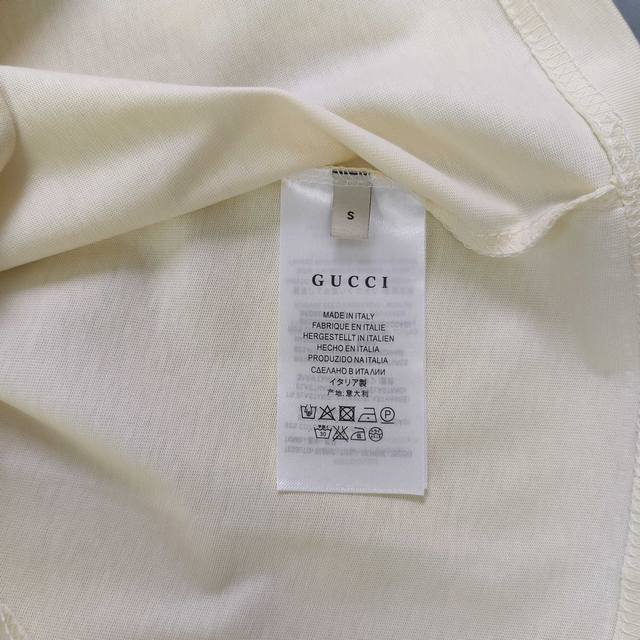 S
GUCCI
MADE IN ITALY
FABRIQUE EN ITALIE
HERGESTELLT IN ITALIEN
HECHO EN ITALIA
PRODUZIDO NA ITALIA
СДЕЛАНО В ИТАЛИИ
イタリア製
产地:意大利